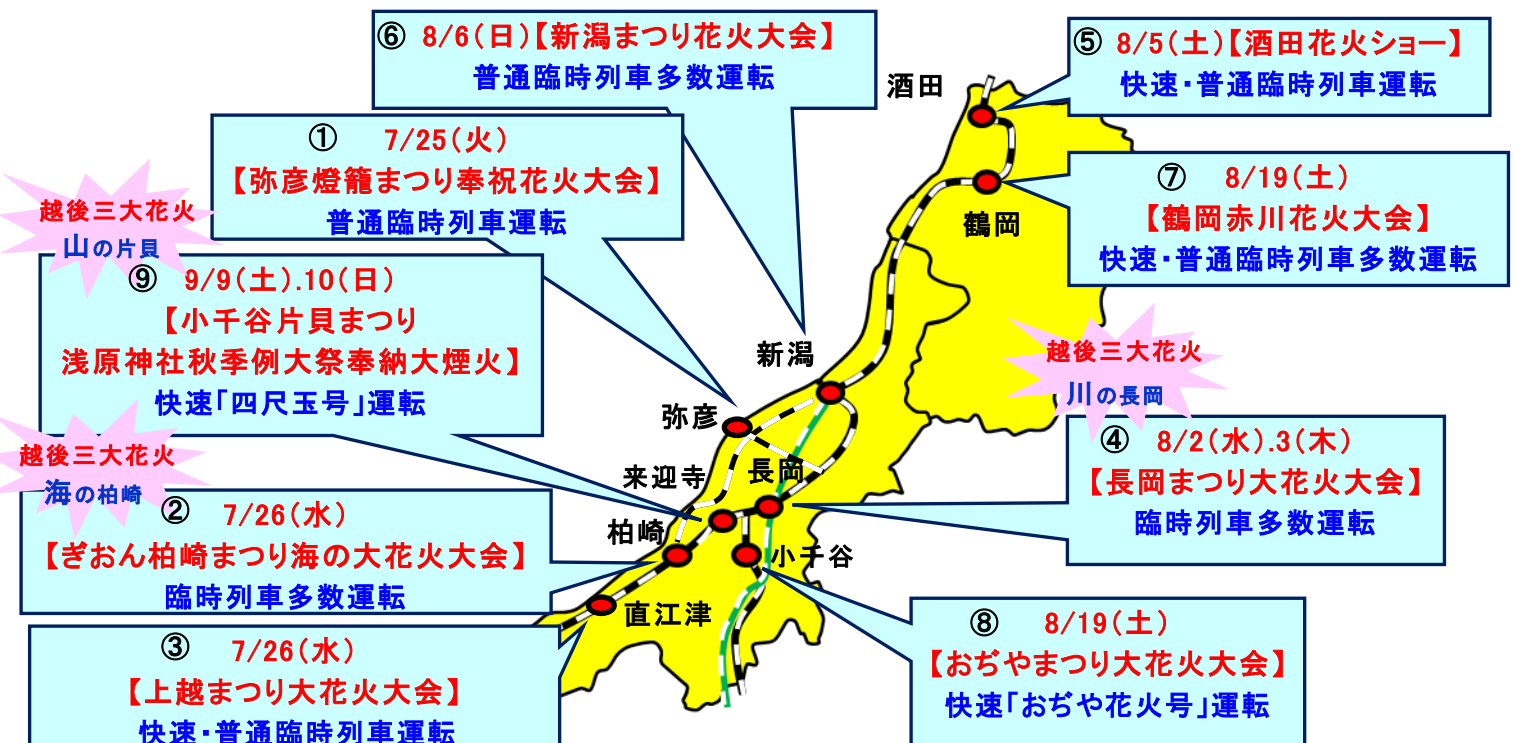 ⑥ 8/6(日)【新潟まつり花火大会】
普通臨時列車多数運転
⑤ 8/5(土)【酒田花火ショー】
快速・普通臨時列車運転
酒田
① 7/25(火)
【弥彦燈籠まつり奉祝花火大会】
普通臨時列車運転
⑦ 8/19(土)
【鶴岡赤川花火大会】
快速・普通臨時列車多数運転
鶴岡
越後三大花火
山の片貝
⑨ 9/9(土).10(日)
【小千谷片貝まつり
浅原神社秋季例大祭奉納大煙火】
快速「四尺玉号」運転
新潟
越後三大花火
川の長岡
弥彦
④ 8/2(水).3(木)
【長岡まつり大花火大会】
臨時列車多数運転
越後三大花火
海の柏崎
来迎寺
長岡
② 7/26(水)
【ぎおん柏崎まつり海の大花火大会】
臨時列車多数運転
柏崎
小千谷
直江津
③ 7/26(水)
【上越まつり大花火大会】
快速・普通臨時列車運転
⑧ 8/19(土)
【おぢやまつり大花火大会】
快速「おぢや花火号」運転